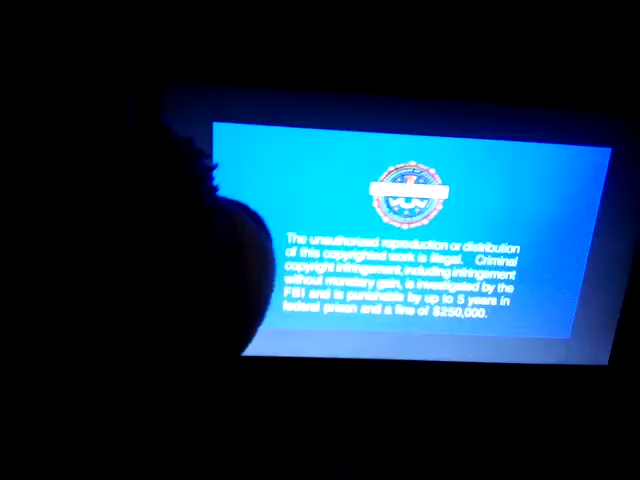 The unauthorized reproduction or distribution
of this copyrighted work is illegal. Criminal
copyright infringement, including infringement
without monetary gain, is investigated by the
FBI and is punishable by up to 5 years in
federal prison and a fine of $250,000.